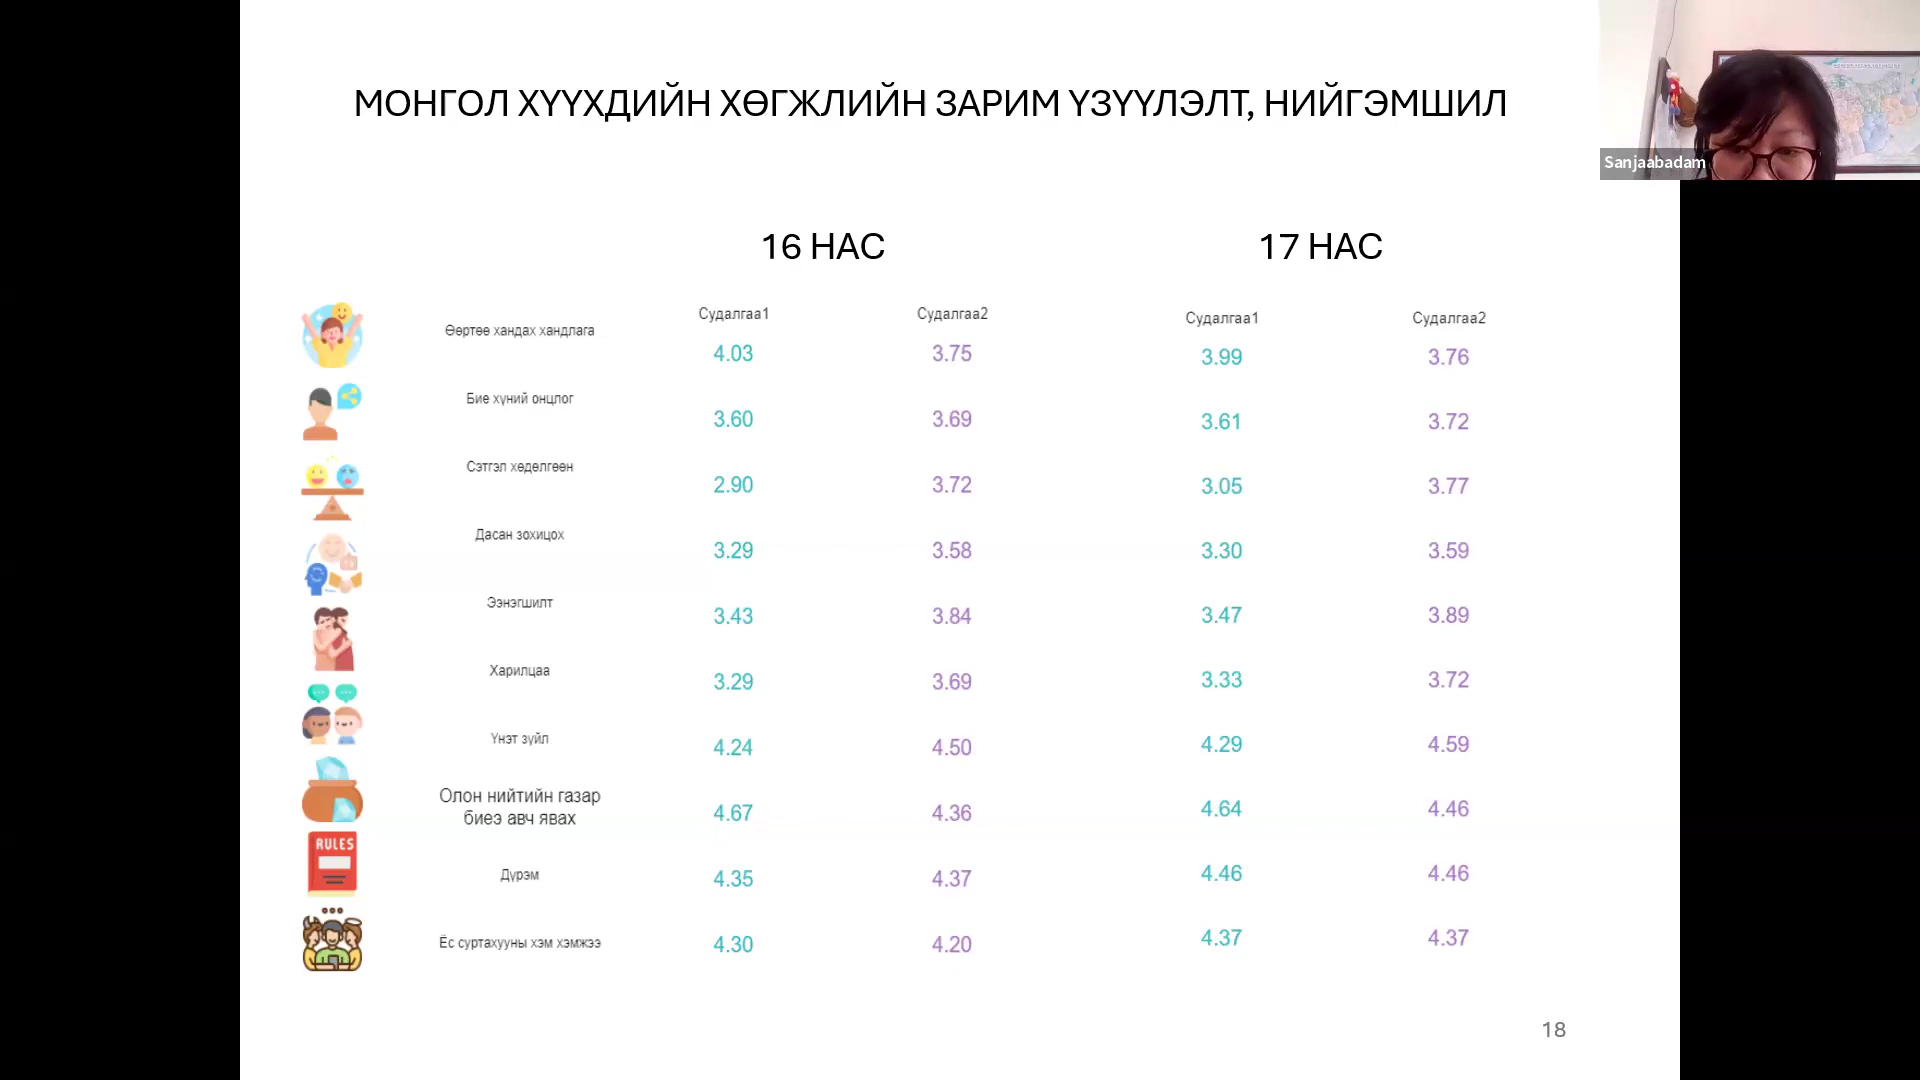 МОНГОЛ ХҮҮХДИЙН ХӨГЖЛИЙН ЗАРИМ ҮЗҮҮЛЭЛТ, НИЙГЭМШИЛ
Sanjaabadam
16 НАС 17 НАС
Судалгаа1 Судалгаа2 Судалгаа1 Судалгаа2
Өөртөө хандах хандлага 4.03 3.75 3.99 3.76
Бие хүний онцлог 3.60 3.69 3.61 3.72
Сэтгэл хөдөлгөөн 2.90 3.72 3.05 3.77
Дасан зохицох 3.29 3.58 3.30 3.59
Ээнэгшилт 3.43 3.84 3.47 3.89
Харилцаа 3.29 3.69 3.33 3.72
Үнэт зүйл 4.24 4.50 4.29 4.59
Олон нийтийн газар
биеэ авч явах 4.67 4.36 4.64 4.46
RULES
Дүрэм 4.35 4.37 4.46 4.46
Ёс суртахууны хэм хэмжээ 4.30 4.20 4.37 4.37
18